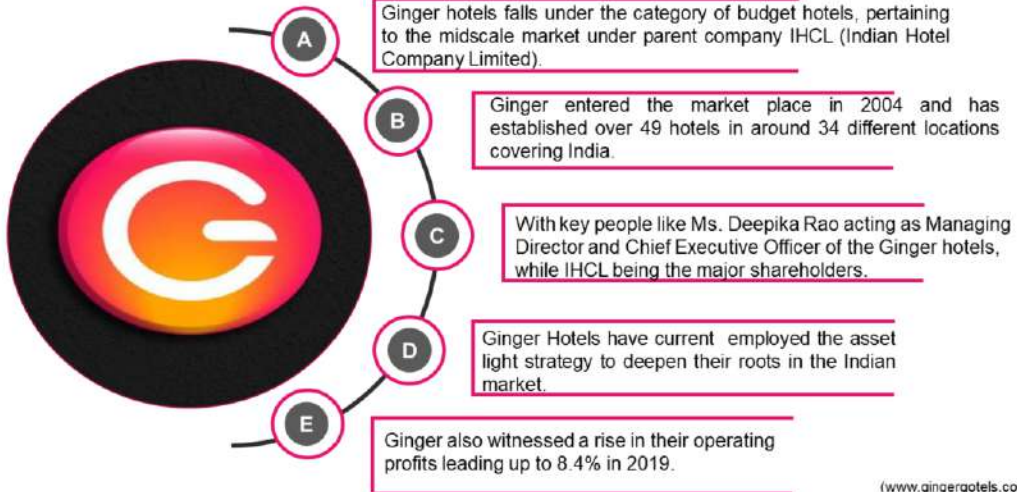 A
Ginger hotels falls under the category of budget hotels, pertaining
to the midscale market under parent company IHCL (Indian Hotel
Company Limited).
B
Ginger entered the market place in 2004 and has
established over 49 hotels in around 34 different locations
covering India.
C
With key people like Ms. Deepika Rao acting as Managing
Director and Chief Executive Officer of the Ginger hotels,
while IHCL being the major shareholders.
D
Ginger Hotels have current employed the asset
light strategy to deepen their roots in the Indian
market.
E
Ginger also witnessed a rise in their operating
profits leading up to 8.4% in 2019.
(www.gingergotels.co